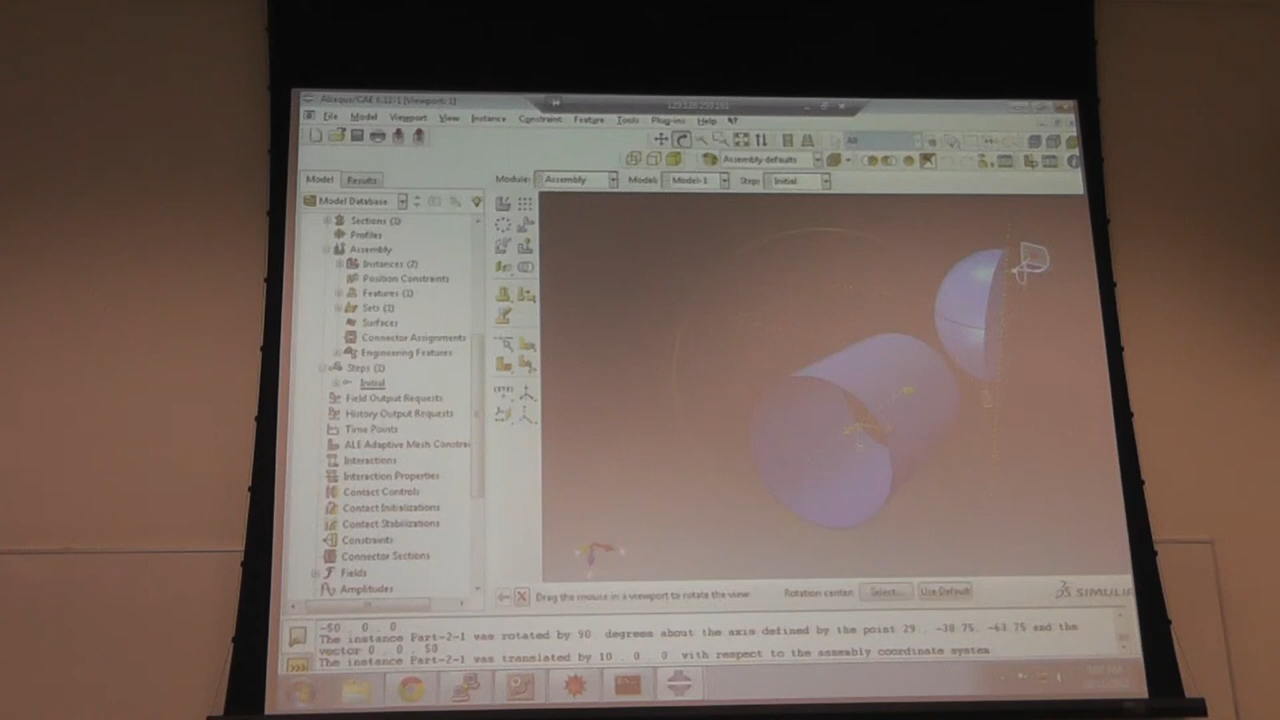 Abaqus/CAE 6.12-1 [Viewport: 1]
File Model Viewport View Instance Constraint Feature Tools Plug-ins Help
All
Assembly defaults
Model Results Module: Assembly Model: Model-1 Step: Initial
Model Database
Sections (1)
Profiles
Assembly
Instances (2)
Position Constraints
Features (1)
Sets (1)
Surfaces
Connector Assignments
Engineering Features
Steps (1)
Initial
Field Output Requests
History Output Requests
Time Points
ALE Adaptive Mesh Constra
Interactions
Interaction Properties
Contact Controls
Contact Initializations
Contact Stabilizations
Constraints
Connector Sections
Fields
Amplitudes
Drag the mouse in a viewport to rotate the view Rotation center: Select... Use Default
SIMULI
-50., 0., 0.
The instance Part-2-1 was rotated by 90. degrees about the axis defined by the point 29., -38.75, -63.75 and the
vector 0., 0., 50.
The instance Part-2-1 was translated by 10., 0., 0. with respect to the assembly coordinate system